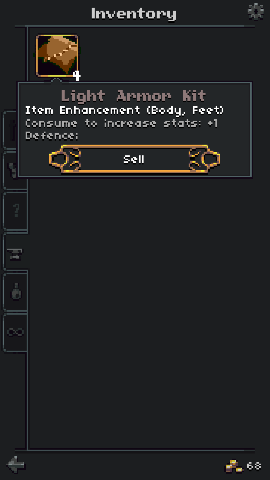 Inventory
4
Light Armor Kit
Item Enhancement (Body, Feet)
Consume to increase stats: +1
Defence:
Sell
68